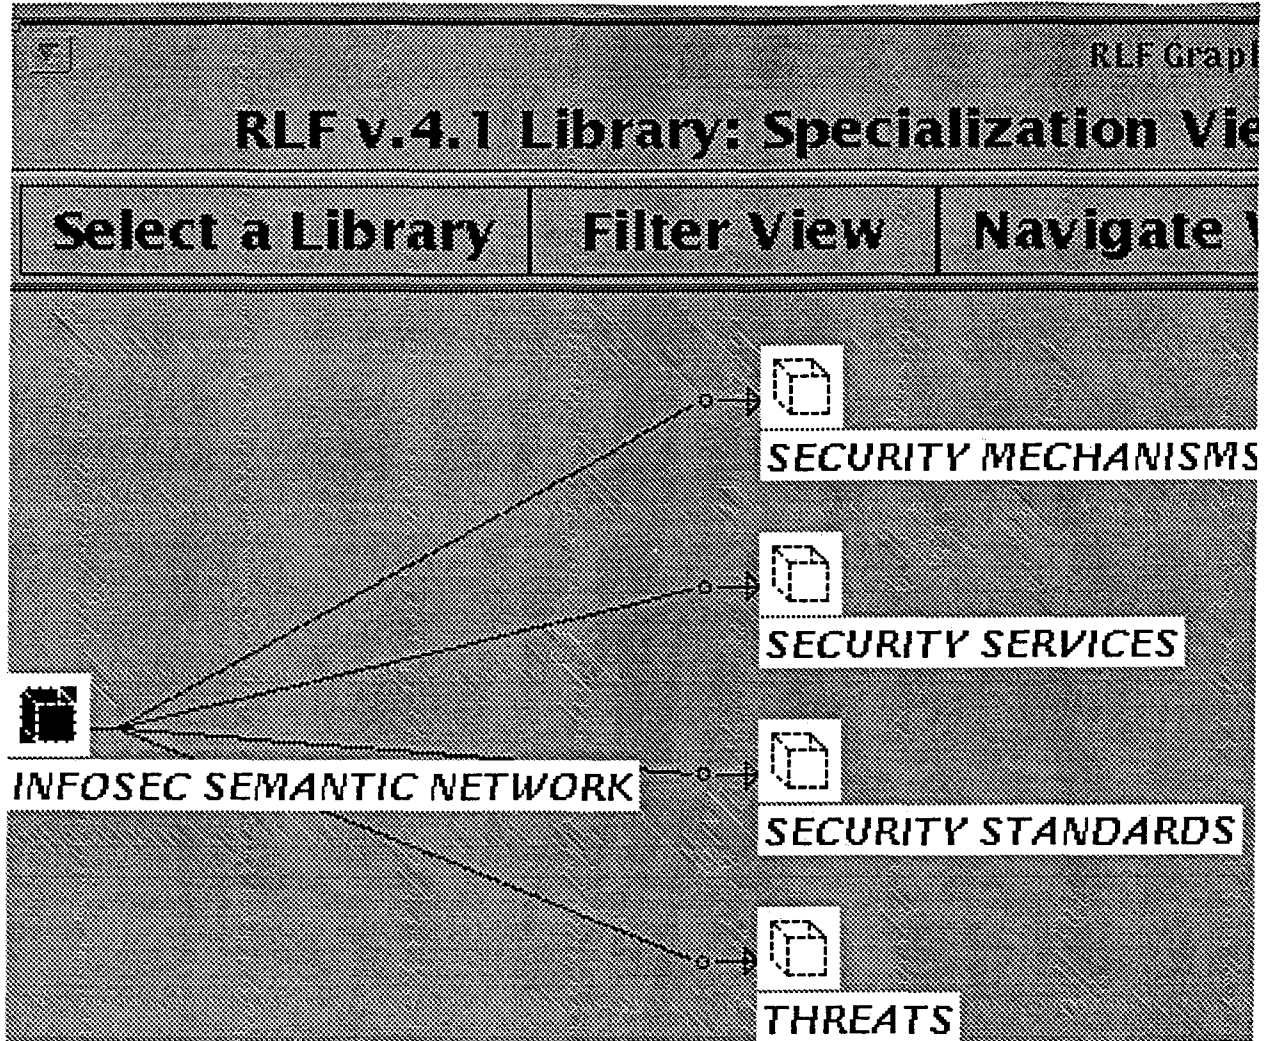 RLF Grap
RLF v.4.1 Library: Specialization Vie
Select a Library Filter View Navigate
SECURITY MECHANISMS
SECURITY SERVICES
INFOSEC SEMANTIC NETWORK
SECURITY STANDARDS
THREATS